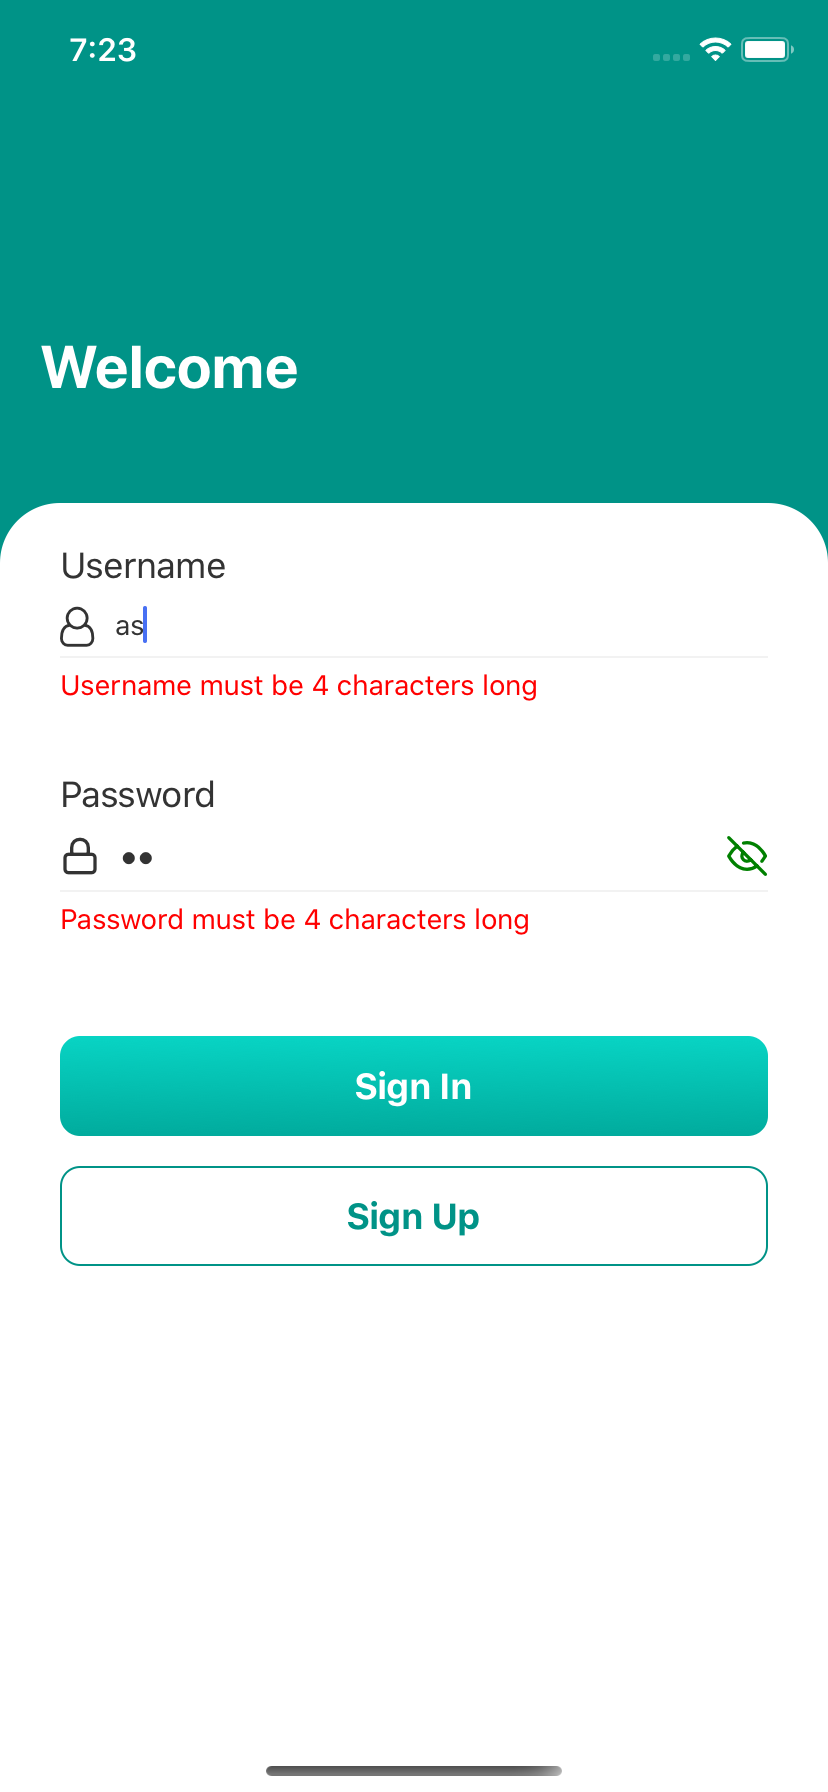 7:23
Welcome
Username
as
Username must be 4 characters long
Password
Password must be 4 characters long
Sign In
Sign Up